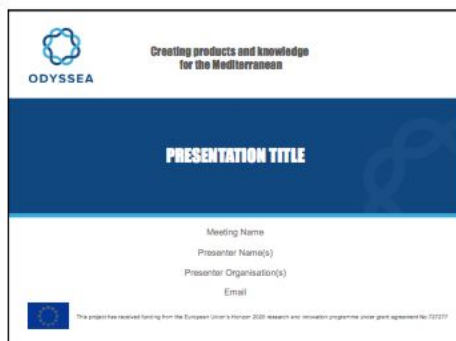 ODYSSEA
Creating products and knowledge
for the Mediterranean
PRESENTATION TITLE
Meeting Name
Presenter Name(s)
Presenter Organisation(s)
Email
This project has received funding from the European Union's Horizon 2020 research and innovation programme under grant agreement No 727277